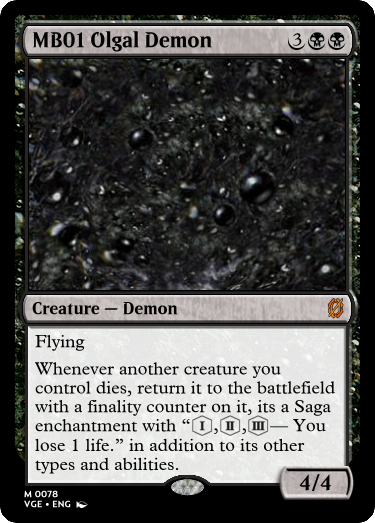 MB01 Olgal Demon 3
Creature — Demon
Flying
Whenever another creature you
control dies, return it to the battlefield
with a finality counter on it, its a Saga
enchantment with “I, II, III— You
lose 1 life.” in addition to its other
types and abilities.
4/4
M 0078
VGE • ENG